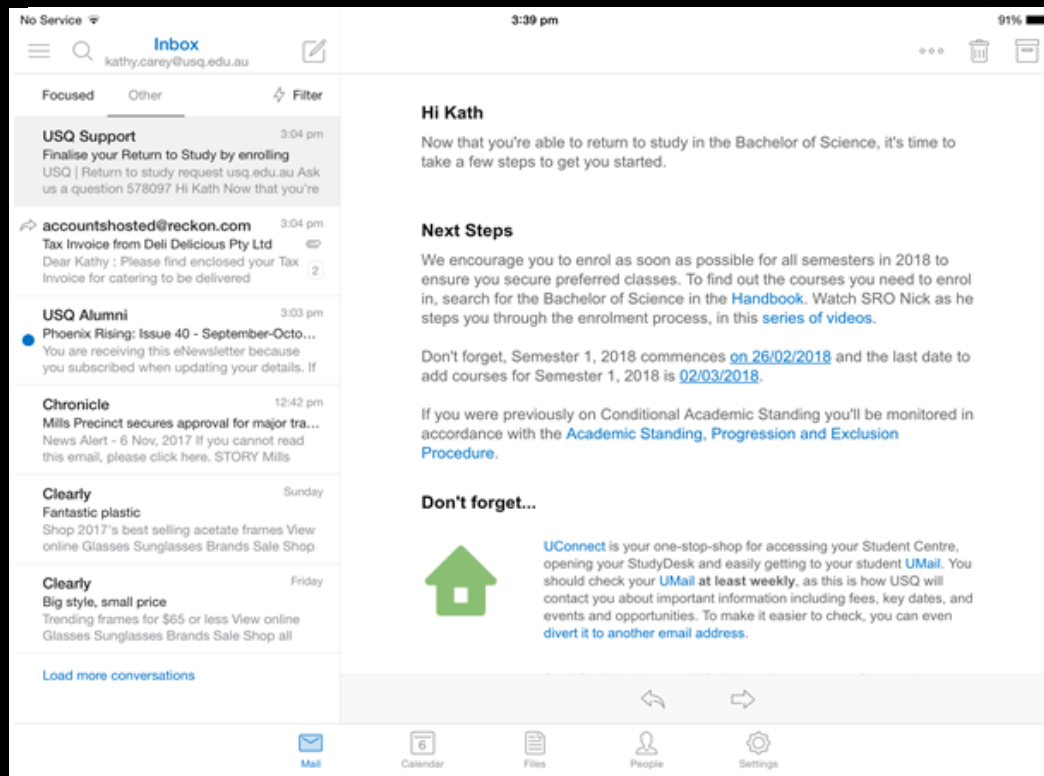 No Service
3:39 pm
91%
Inbox
kathy.carey@usq.edu.au
Focused
Other
Filter
USQ Support
3:04 pm
Finalise your Return to Study by enrolling
USQ | Return to study request usq.edu.au Ask
us a question 578097 Hi Kath Now that you're
accountshosted@reckon.com
3:04 pm
Tax Invoice from Deli Delicious Pty Ltd
Dear Kathy : Please find enclosed your Tax
Invoice for catering to be delivered
2
USQ Alumni
3:03 pm
Phoenix Rising: Issue 40 - September-Octo...
You are receiving this eNewsletter because
you subscribed when updating your details. If
Chronicle
12:42 pm
Mills Precinct secures approval for major tra...
News Alert - 6 Nov, 2017 If you cannot read
this email, please click here. STORY Mills
Clearly
Sunday
Fantastic plastic
Shop 2017's best selling acetate frames View
online Glasses Sunglasses Brands Sale Shop
Clearly
Friday
Big style, small price
Trending frames for $65 or less View online
Glasses Sunglasses Brands Sale Shop all
Load more conversations
Hi Kath
Now that you're able to return to study in the Bachelor of Science, it's time to
take a few steps to get you started.
Next Steps
We encourage you to enrol as soon as possible for all semesters in 2018 to
ensure you secure preferred classes. To find out the courses you need to enrol
in, search for the Bachelor of Science in the Handbook. Watch SRO Nick as he
steps you through the enrolment process, in this series of videos.
Don't forget, Semester 1, 2018 commences on 26/02/2018 and the last date to
add courses for Semester 1, 2018 is 02/03/2018.
If you were previously on Conditional Academic Standing you'll be monitored in
accordance with the Academic Standing, Progression and Exclusion
Procedure.
Don't forget...
UConnect is your one-stop-shop for accessing your Student Centre,
opening your StudyDesk and easily getting to your student UMail. You
should check your UMail at least weekly, as this is how USQ will
contact you about important information including fees, key dates, and
events and opportunities. To make it easier to check, you can even
divert it to another email address.
Mail
6
Calendar
Files
People
Settings